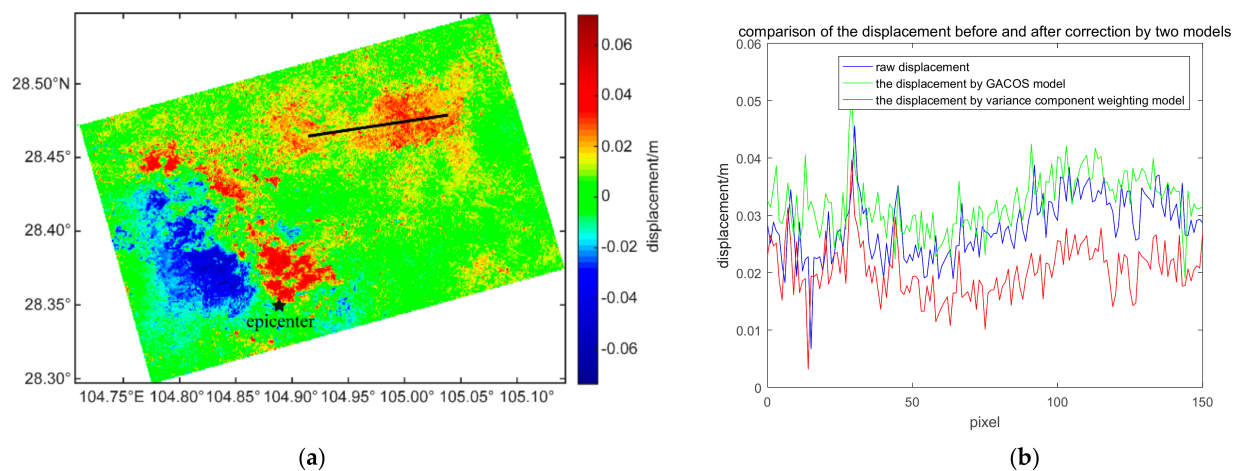 28.50°N
28.45°
28.40°
28.35°
28.30°
104.75°E 104.80° 104.85° 104.90° 104.95° 105.00° 105.05° 105.10°
epicenter
0.06
0.04
0.02
0
-0.02
-0.04
-0.06
displacement/m
(a)
comparison of the displacement before and after correction by two models
raw displacement
the displacement by GACOS model
the displacement by variance component weighting model
0.06
0.05
0.04
0.03
0.02
0.01
0
displacement/m
0 50 100 150
pixel
(b)